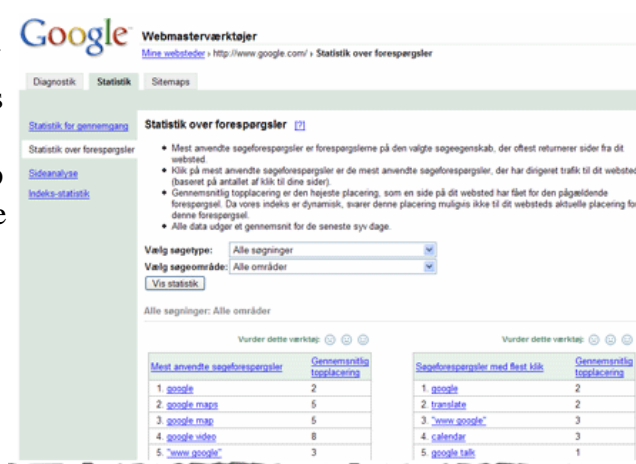 Google Webmasterværktøjer
Mine websteder › http://www.google.com/ › Statistik over forespørgsler
Diagnostik Statistik Sitemaps
Statistik for gennemgang
Statistik over forespørgsler
Sideanalyse
Indeks-statistik
Statistik over forespørgsler [?]
Mest anvendte søgeforespørgsler er forespørgslerne på den valgte søgeegenskab, der oftest returnerer sider fra dit
websted.
Klik på mest anvendte søgeforespørgsler er de mest anvendte søgeforespørgsler, der har dirigeret trafik til dit websted
(baseret på antallet af klik til dine sider).
Gennemsnitlig topplacering er den højeste placering, som en side på dit websted har fået for den pågældende
forespørgsel. Da vores indeks er dynamisk, svarer denne placering muligvis ikke til dit websteds aktuelle placering for
denne forespørgsel.
Alle data udgør et gennemsnit for de seneste syv dage.
Vælg søgetype: Alle søgninger
Vælg søgeområde: Alle områder
Vis statistik
Alle søgninger: Alle områder
Vurder dette værktøj:
Mest anvendte søgeforespørgsler Gennemsnitlig topplacering
1. google 2
2. google maps 5
3. google map 5
4. google video 8
5. "www google" 3
Vurder dette værktøj:
Søgeforespørgsler med flest klik Gennemsnitlig topplacering
1. google 2
2. translate 2
3. "www google" 3
4. calendar 3
5. google talk 1